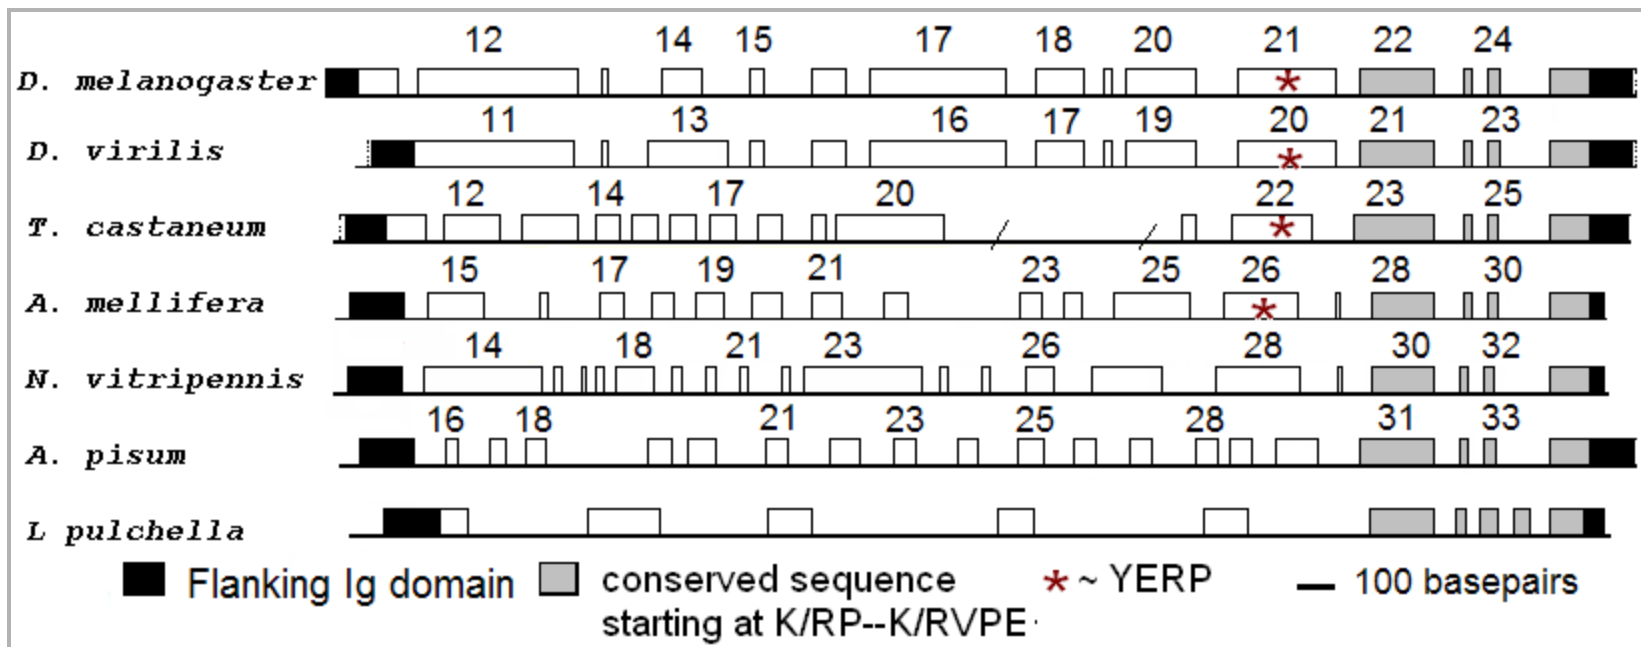 12 14 15 17 18 20 21 22 24
D. melanogaster *
11 13 16 17 19 20 21 23
D. virilis *
12 14 17 20 22 23 25
T. castaneum *
15 17 19 21 23 25 26 28 30
A. mellifera *
14 18 21 23 26 28 30 32
N. vitripennis
16 18 21 23 25 28 31 33
A. pisum
L pulchella
Flanking Ig domain conserved sequence * ~ YERP 100 basepairs
starting at K/RP--K/RVPE